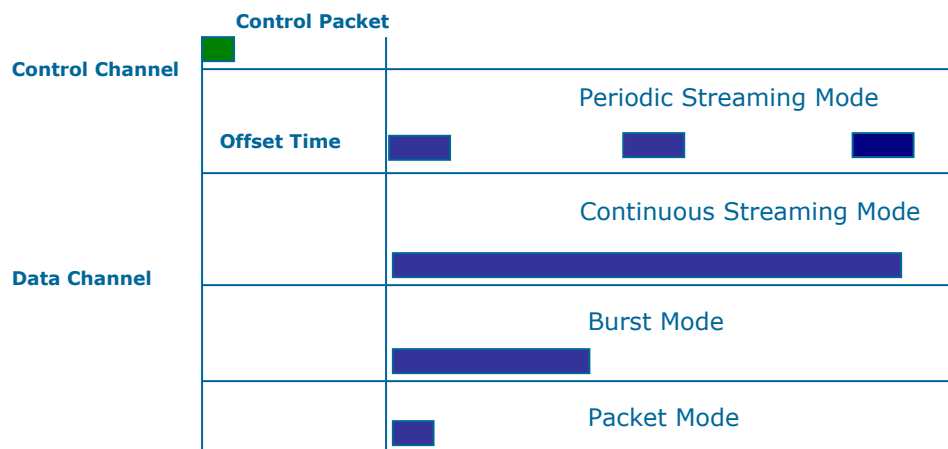 Control Packet
Control Channel
Periodic Streaming Mode
Offset Time
Continuous Streaming Mode
Data Channel
Burst Mode
Packet Mode